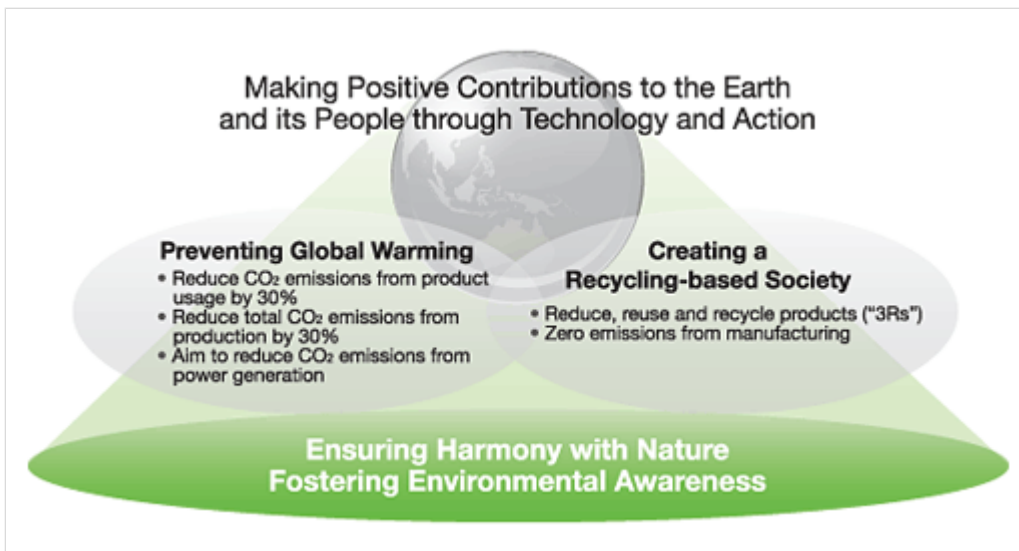 Making Positive Contributions to the Earth
and its People through Technology and Action
Preventing Global Warming
• Reduce CO₂ emissions from product
usage by 30%
• Reduce total CO₂ emissions from
production by 30%
• Aim to reduce CO₂ emissions from
power generation
Creating a
Recycling-based Society
• Reduce, reuse and recycle products (“3Rs”)
• Zero emissions from manufacturing
Ensuring Harmony with Nature
Fostering Environmental Awareness